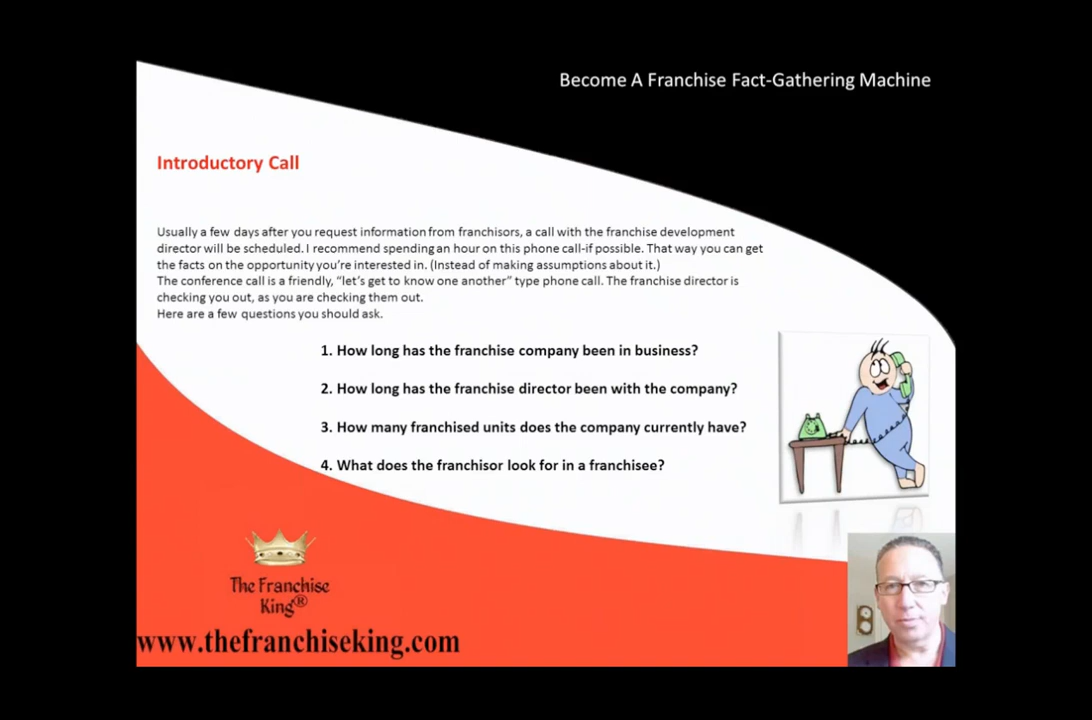 Become A Franchise Fact-Gathering Machine
Introductory Call
Usually a few days after you request information from franchisors, a call with the franchise development
director will be scheduled. I recommend spending an hour on this phone call-if possible. That way you can get
the facts on the opportunity you're interested in. (Instead of making assumptions about it.)
The conference call is a friendly, "let's get to know one another" type phone call. The franchise director is
checking you out, as you are checking them out.
Here are a few questions you should ask.
1. How long has the franchise company been in business?
2. How long has the franchise director been with the company?
3. How many franchised units does the company currently have?
4. What does the franchisor look for in a franchisee?
The Franchise
King®
www.thefranchiseking.com